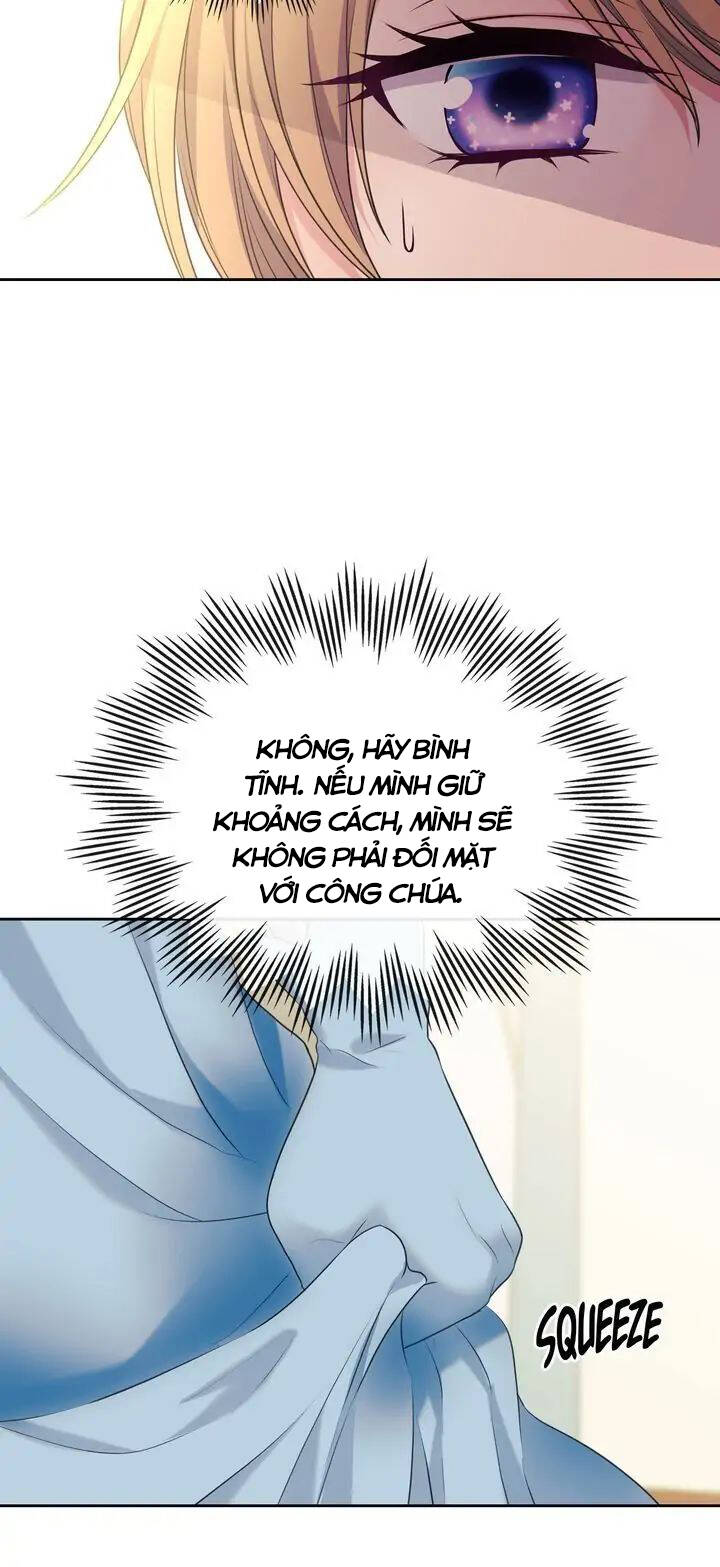 KHÔNG, HÃY BÌNH
TĨNH. NẾU MÌNH GIỮ
KHOẢNG CÁCH, MÌNH SẼ
KHÔNG PHẢI ĐỐI MẶT
VỚI CÔNG CHÚA.
SQUEEZE